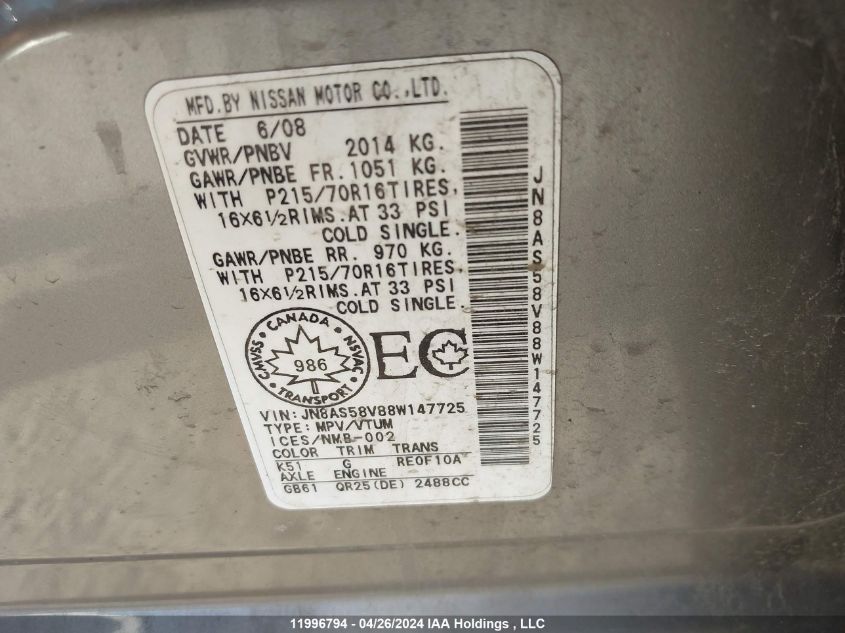 MFD.BY NISSAN MOTOR CO.,LTD.
DATE 6/08
GVWR/PNBV 2014 KG.
GAWR/PNBE FR.1051 KG.
WITH P215/70R16TIRES,
16X6½RIMS.AT 33 PSI
COLD SINGLE.
GAWR/PNBE RR. 970 KG.
WITH P215/70R16TIRES,
16X6½RIMS.AT 33 PSI
COLD SINGLE.
CANADA
CMVSS
NSVAC
986
TRANSPORT
EC
VIN:JN8AS58V88W147725
TYPE:MPV/VTUM
ICES/NMB-002
COLOR TRIM TRANS
K51 G RE0F10A
AXLE ENGINE
GB61 QR25(DE) 2488CC
JN8AS58V88W147725
11996794 - 04/26/2024 IAA Holdings , LLC